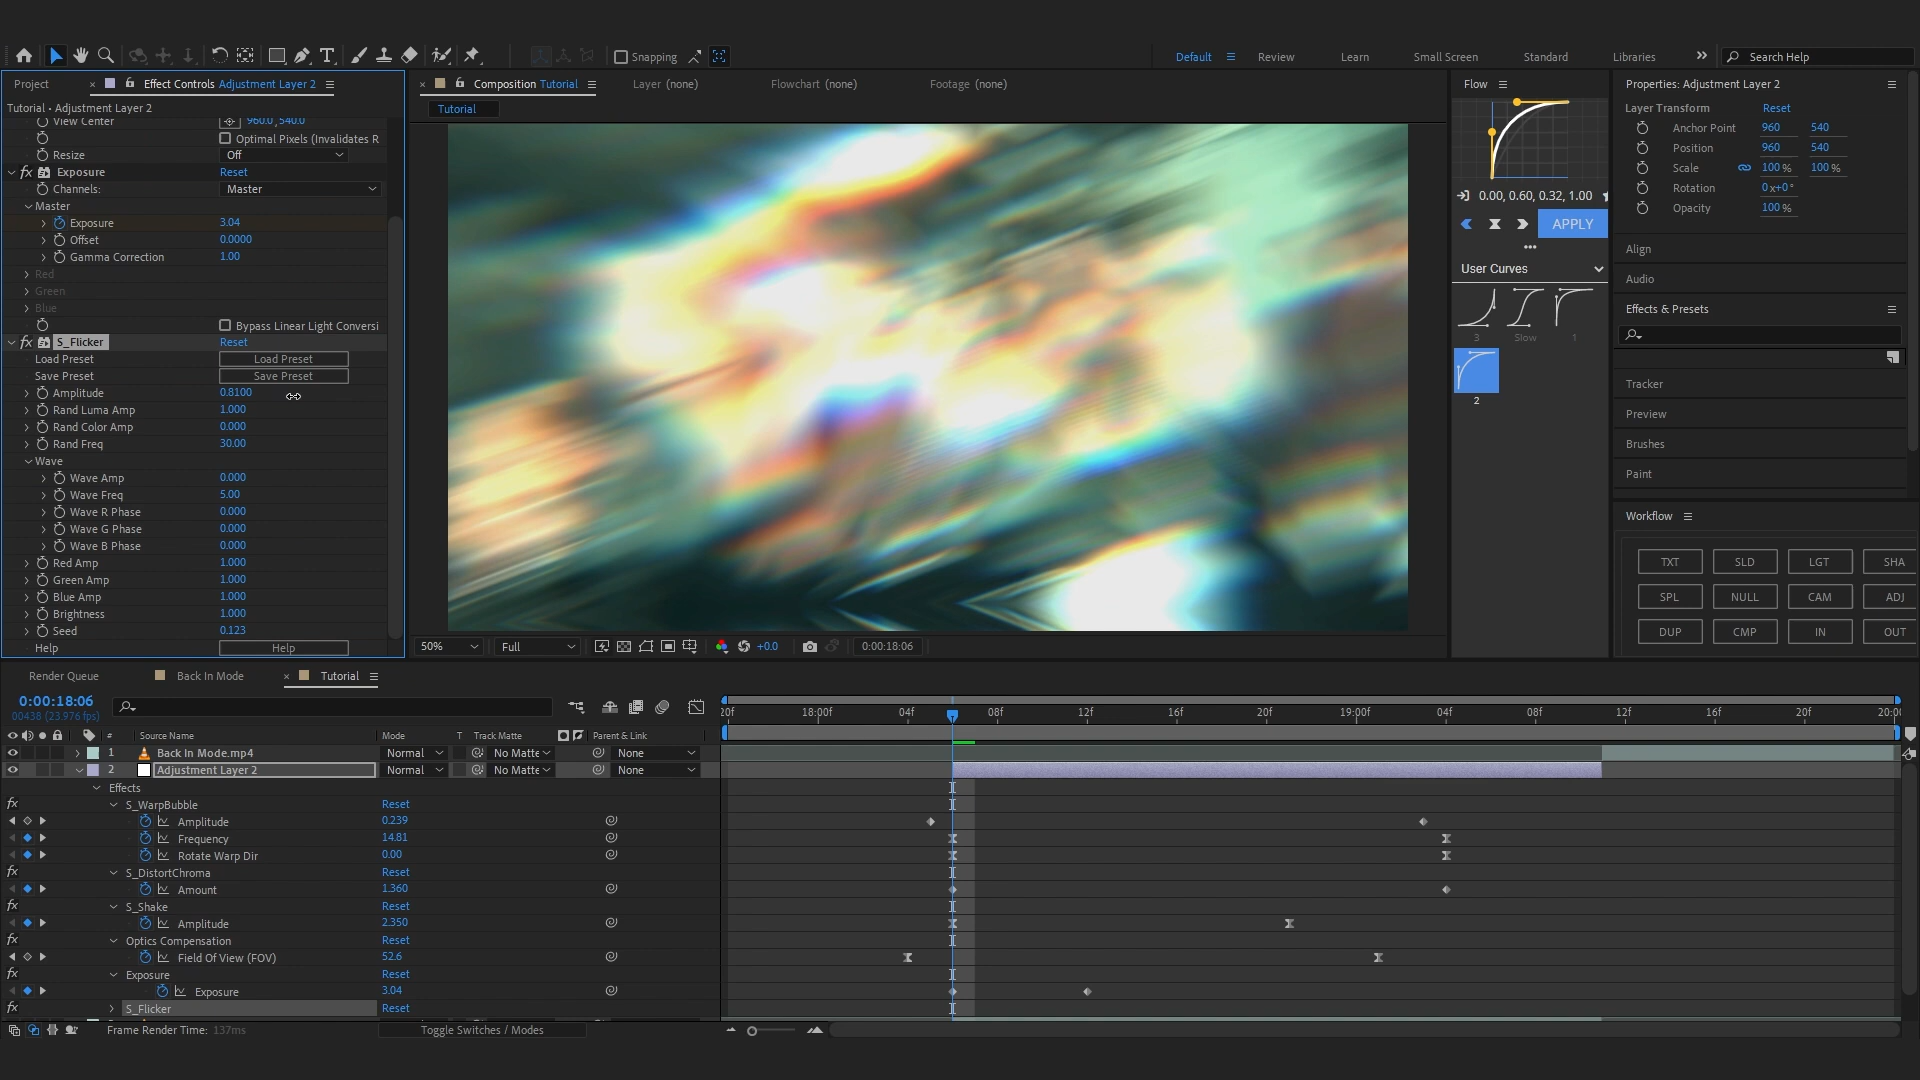 Snapping
Default
Review
Learn
Small Screen
Standard
Libraries
Search Help
Project
Effect Controls Adjustment Layer 2
Composition Tutorial
Layer (none)
Flowchart (none)
Footage (none)
Flow
Properties: Adjustment Layer 2
Tutorial • Adjustment Layer 2
Tutorial
View Center 960.0,540.0
Optimal Pixels (Invalidates R
Resize Off
Exposure Reset
Channels: Master
Master
Exposure 3.04
Offset 0.0000
Gamma Correction 1.00
Red
Green
Blue
Bypass Linear Light Conversi
S_Flicker Reset
Load Preset Load Preset
Save Preset Save Preset
Amplitude 0.8100
Rand Luma Amp 1.000
Rand Color Amp 0.000
Rand Freq 30.00
Wave
Wave Amp 0.000
Wave Freq 5.00
Wave R Phase 0.000
Wave G Phase 0.000
Wave B Phase 0.000
Red Amp 1.000
Green Amp 1.000
Blue Amp 1.000
Brightness 1.000
Seed 0.123
Help Help
50% Full +0.0 0:00:18:06
0.00, 0.60, 0.32, 1.00
APPLY
User Curves
3 Slow 1
2
Layer Transform Reset
Anchor Point 960 540
Position 960 540
Scale 100 % 100 %
Rotation 0x+0°
Opacity 100 %
Align
Audio
Effects & Presets
Tracker
Preview
Brushes
Paint
Workflow
TXT SLD LGT SHA
SPL NULL CAM ADJ
DUP CMP IN OUT
Render Queue
Back In Mode
Tutorial
0:00:18:06
00438 (23.976 fps)
20f 18:00f 04f 08f 12f 16f 20f 19:00f 04f 08f 12f 16f 20f 20:00
# Source Name Mode T Track Matte Parent & Link
1 Back In Mode.mp4 Normal No Matte None
2 Adjustment Layer 2 Normal No Matte None
Effects
fx S_WarpBubble Reset
Amplitude 0.239
Frequency 14.81
Rotate Warp Dir 0.00
fx S_DistortChroma Reset
Amount 1.360
fx S_Shake Reset
Amplitude 2.350
fx Optics Compensation Reset
Field Of View (FOV) 52.6
fx Exposure Reset
Exposure 3.04
fx S_Flicker Reset
Frame Render Time: 137ms
Toggle Switches / Modes